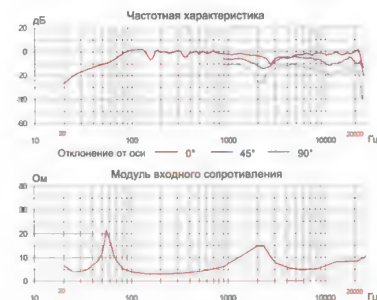 Частотная характеристика
дБ
20
0
-20
-60
10 20 100 1000 10000 20000 Гц
Отклонение от оси 0° 45° 90°
Модуль входного сопротивления
Ом
40
30
20
10
0
10 20 100 1000 10000 20000 Гц